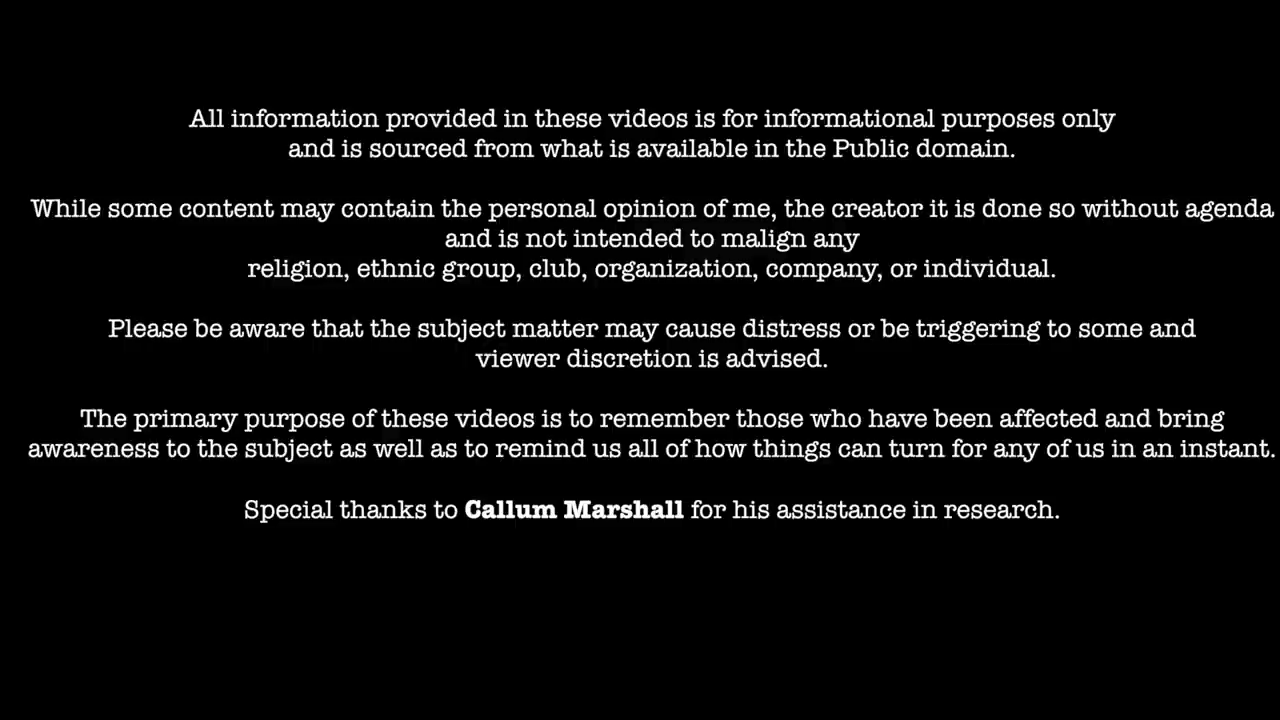 All information provided in these videos is for informational purposes only
and is sourced from what is available in the Public domain.
While some content may contain the personal opinion of me, the creator it is done so without agenda
and is not intended to malign any
religion, ethnic group, club, organization, company, or individual.
Please be aware that the subject matter may cause distress or be triggering to some and
viewer discretion is advised.
The primary purpose of these videos is to remember those who have been affected and bring
awareness to the subject as well as to remind us all of how things can turn for any of us in an instant.
Special thanks to Callum Marshall for his assistance in research.